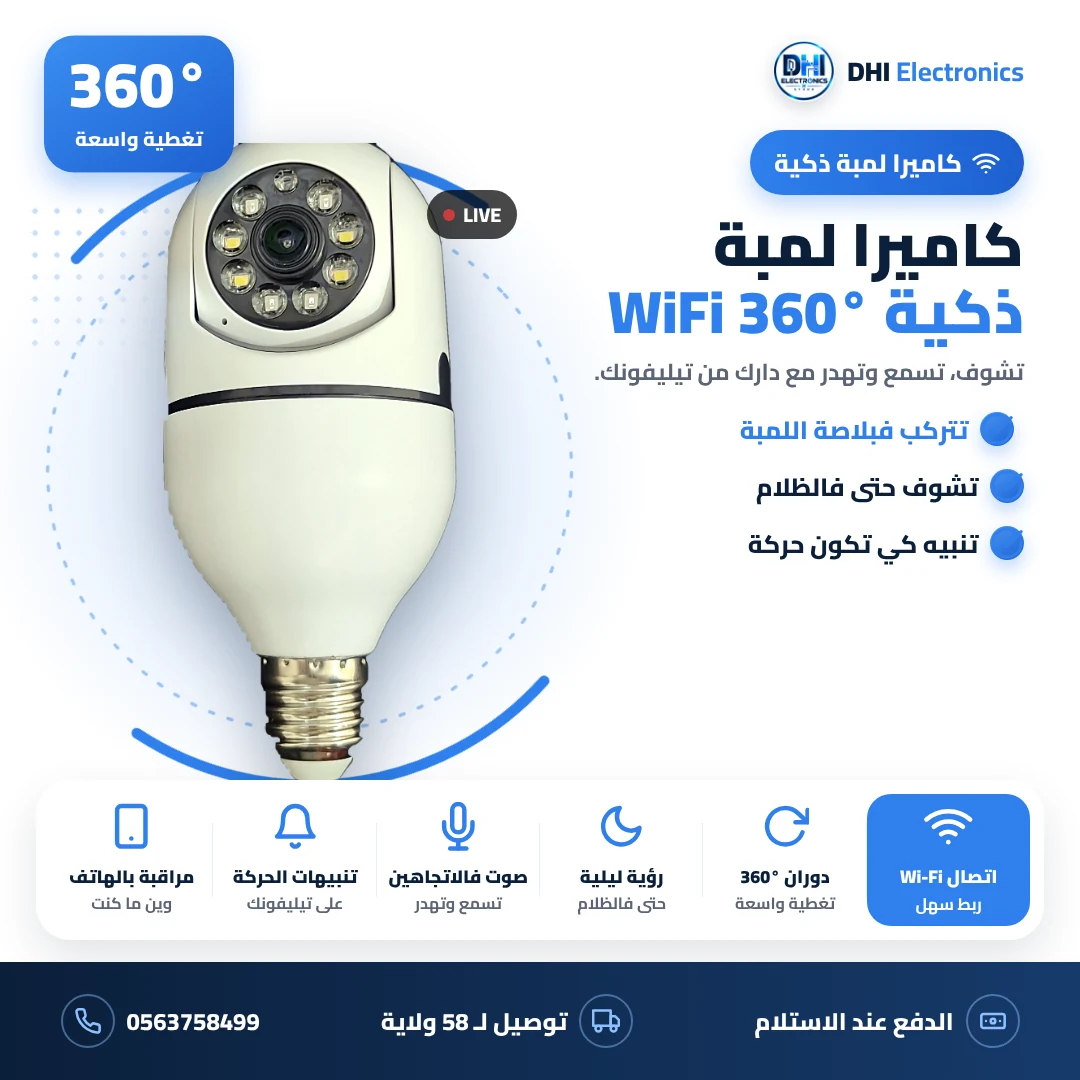 360°
تغطية واسعة
DHI
ELECTRONICS
DHI Electronics
كاميرا لمبة ذكية
LIVE
كاميرا لمبة
ذكية WiFi 360°
تشوف، تسمع وتهدر مع دارك من تيليفونك.
تتركب فبلاصة اللمبة
تشوف حتى فالظلام
تنبيه كي تكون حركة
اتصال Wi-Fi
ربط سهل
دوران 360°
تغطية واسعة
رؤية ليلية
حتى فالظلام
صوت فالاتجاهين
تسمع وتهدر
تنبيهات الحركة
على تيليفونك
مراقبة بالهاتف
وين ما كنت
الدفع عند الاستلام
توصيل لـ 58 ولاية
0563758499